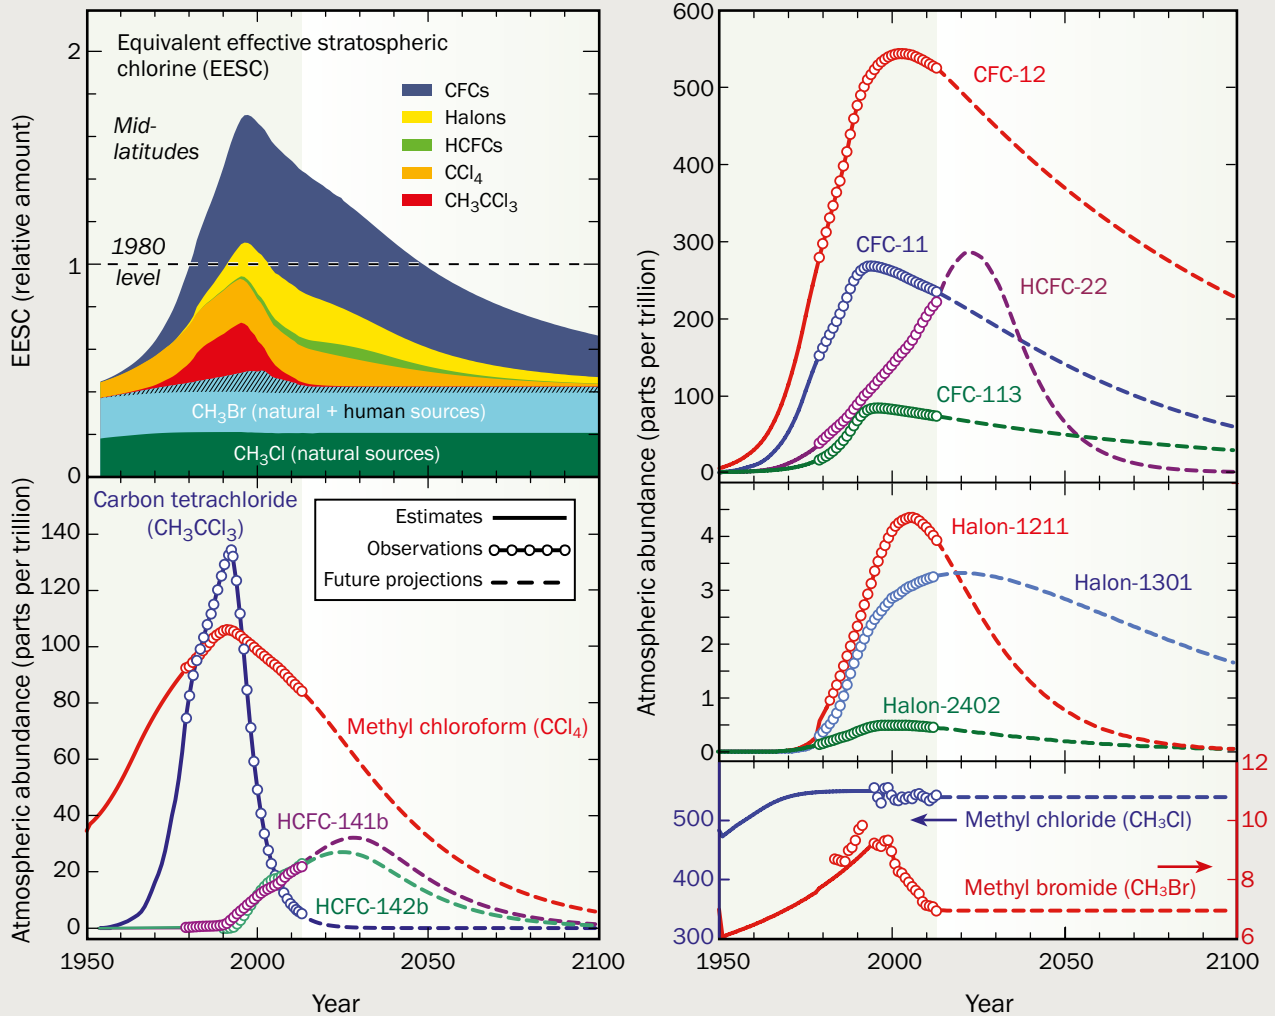 Equivalent effective stratospheric
chlorine (EESC)
Mid-
latitudes
CFCs
Halons
HCFCs
CCl4
CH3CCl3
1980
level
CH3Br (natural + human sources)
CH3Cl (natural sources)
EESC (relative amount)
2
1
0
Carbon tetrachloride
(CH3CCl3)
Estimates
Observations
Future projections
Methyl chloroform (CCl4)
HCFC-141b
HCFC-142b
Atmospheric abundance (parts per trillion)
140
120
100
80
60
40
20
0
1950
2000
2050
2100
Year
600
500
400
300
200
100
0
CFC-12
CFC-11
HCFC-22
CFC-113
Atmospheric abundance (parts per trillion)
4
3
2
1
0
Halon-1211
Halon-1301
Halon-2402
500
400
300
12
10
8
6
Methyl chloride (CH3Cl)
Methyl bromide (CH3Br)
1950
2000
2050
2100
Year